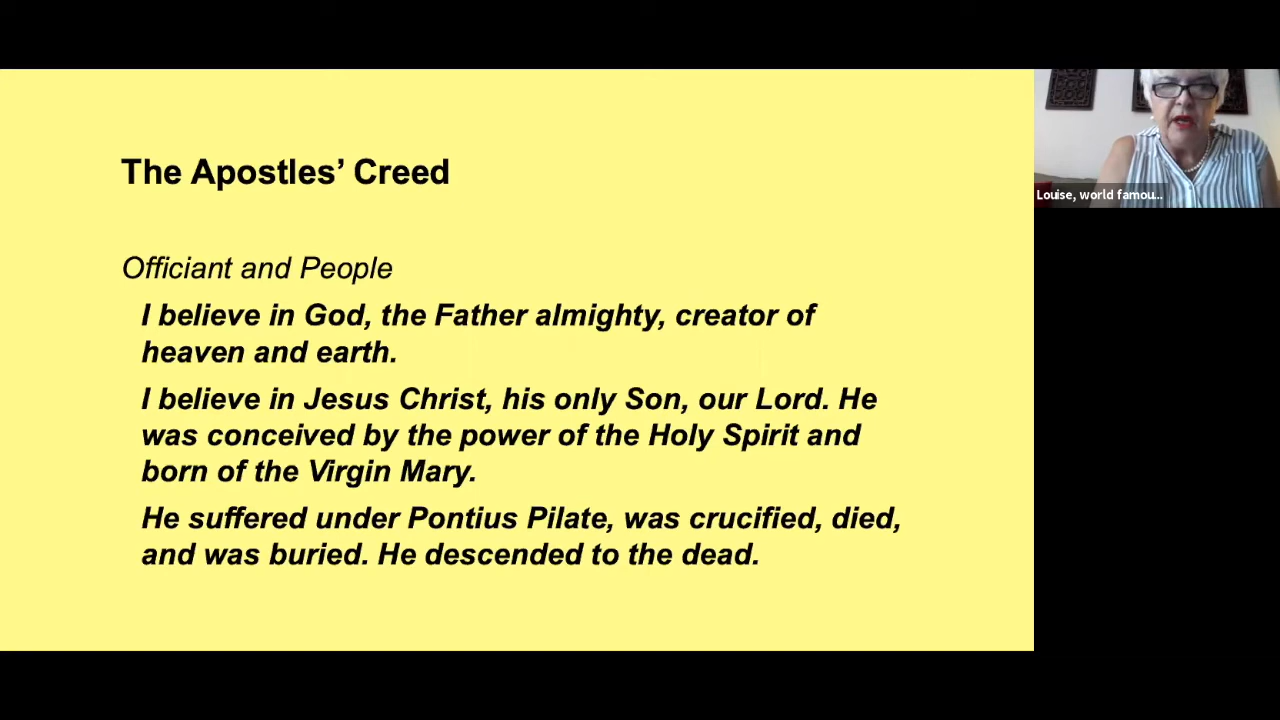 The Apostles’ Creed
Officiant and People
I believe in God, the Father almighty, creator of
heaven and earth.
I believe in Jesus Christ, his only Son, our Lord. He
was conceived by the power of the Holy Spirit and
born of the Virgin Mary.
He suffered under Pontius Pilate, was crucified, died,
and was buried. He descended to the dead.
Louise, world famou...